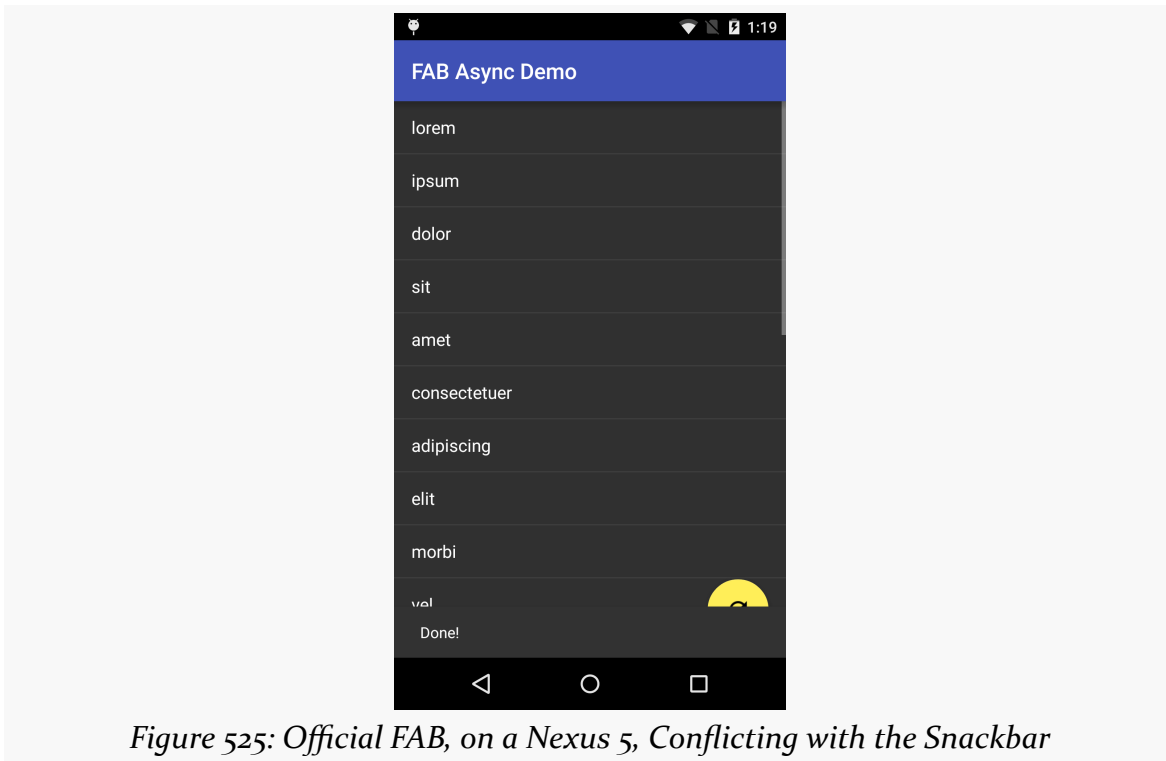 1:19
FAB Async Demo
lorem
ipsum
dolor
sit
amet
consectetuer
adipiscing
elit
morbi
vel
Done!
Figure 525: Official FAB, on a Nexus 5, Conflicting with the Snackbar